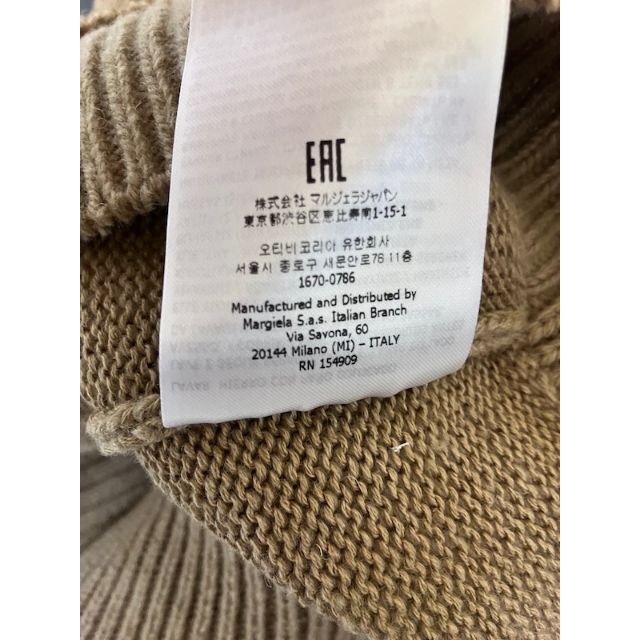 EAC
株式会社 マルジェラジャパン
東京都渋谷区恵比寿南1-15-1
오티비코리아 유한회사
서울시 종로구 새문안로76 11층
1670-0786
Manufactured and Distributed by
Margiela S.a.s. Italian Branch
Via Savona, 60
20144 Milano (MI) – ITALY
RN 154909